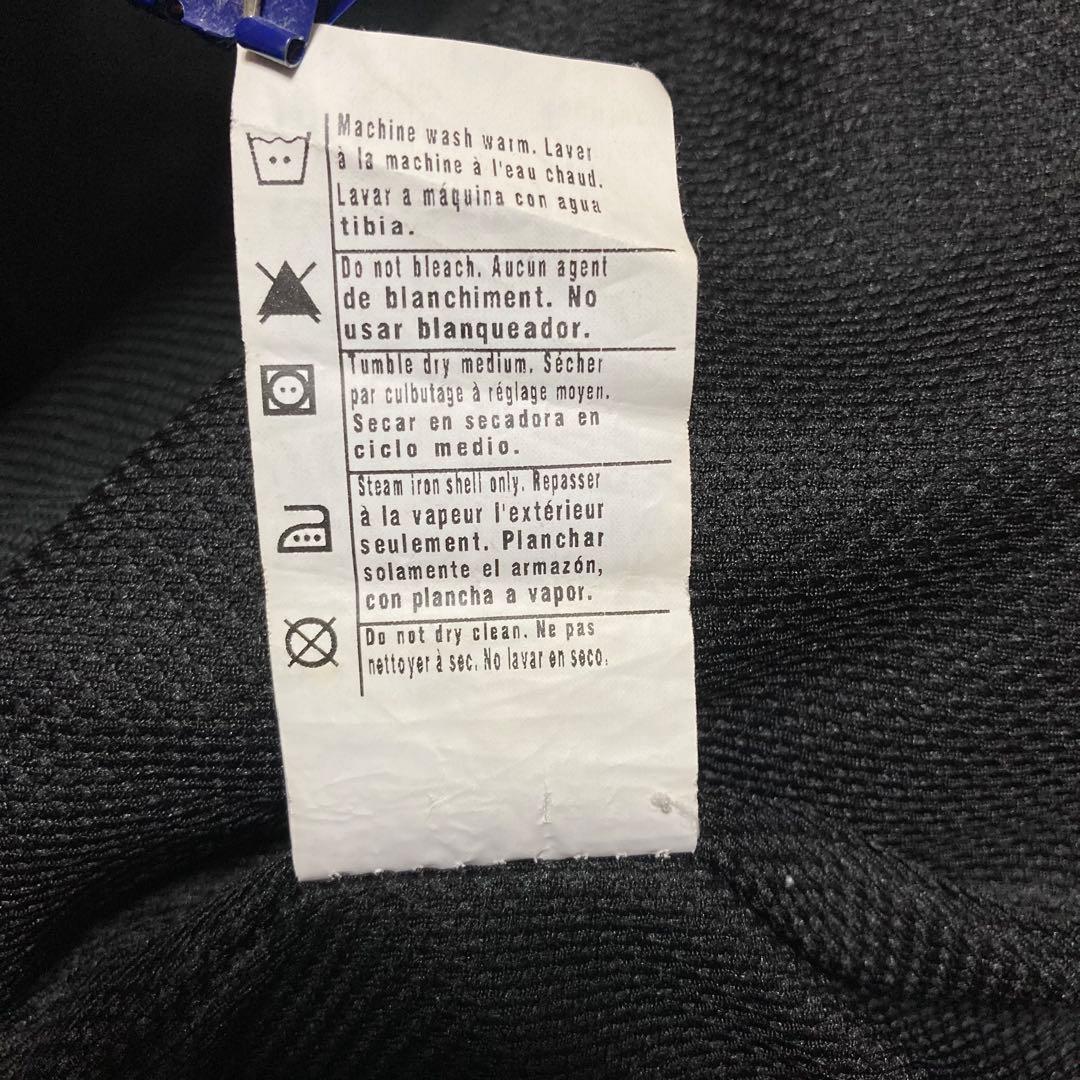 Machine wash warm. Laver
à la machine à l'eau chaud.
Lavar a máquina con agua
tibia.
Do not bleach. Aucun agent
de blanchiment. No
usar blanqueador.
Tumble dry medium. Sécher
par culbutage à réglage moyen.
Secar en secadora en
ciclo medio.
Steam iron shell only. Repasser
à la vapeur l'extérieur
seulement. Planchar
solamente el armazón,
con plancha a vapor.
Do not dry clean. Ne pas
nettoyer à sec. No lavar en seco.